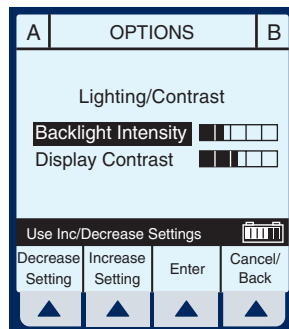 A OPTIONS B
Lighting/Contrast
Backlight Intensity
Display Contrast
Use Inc/Decrease Settings
Decrease Setting
Increase Setting
Enter
Cancel/ Back